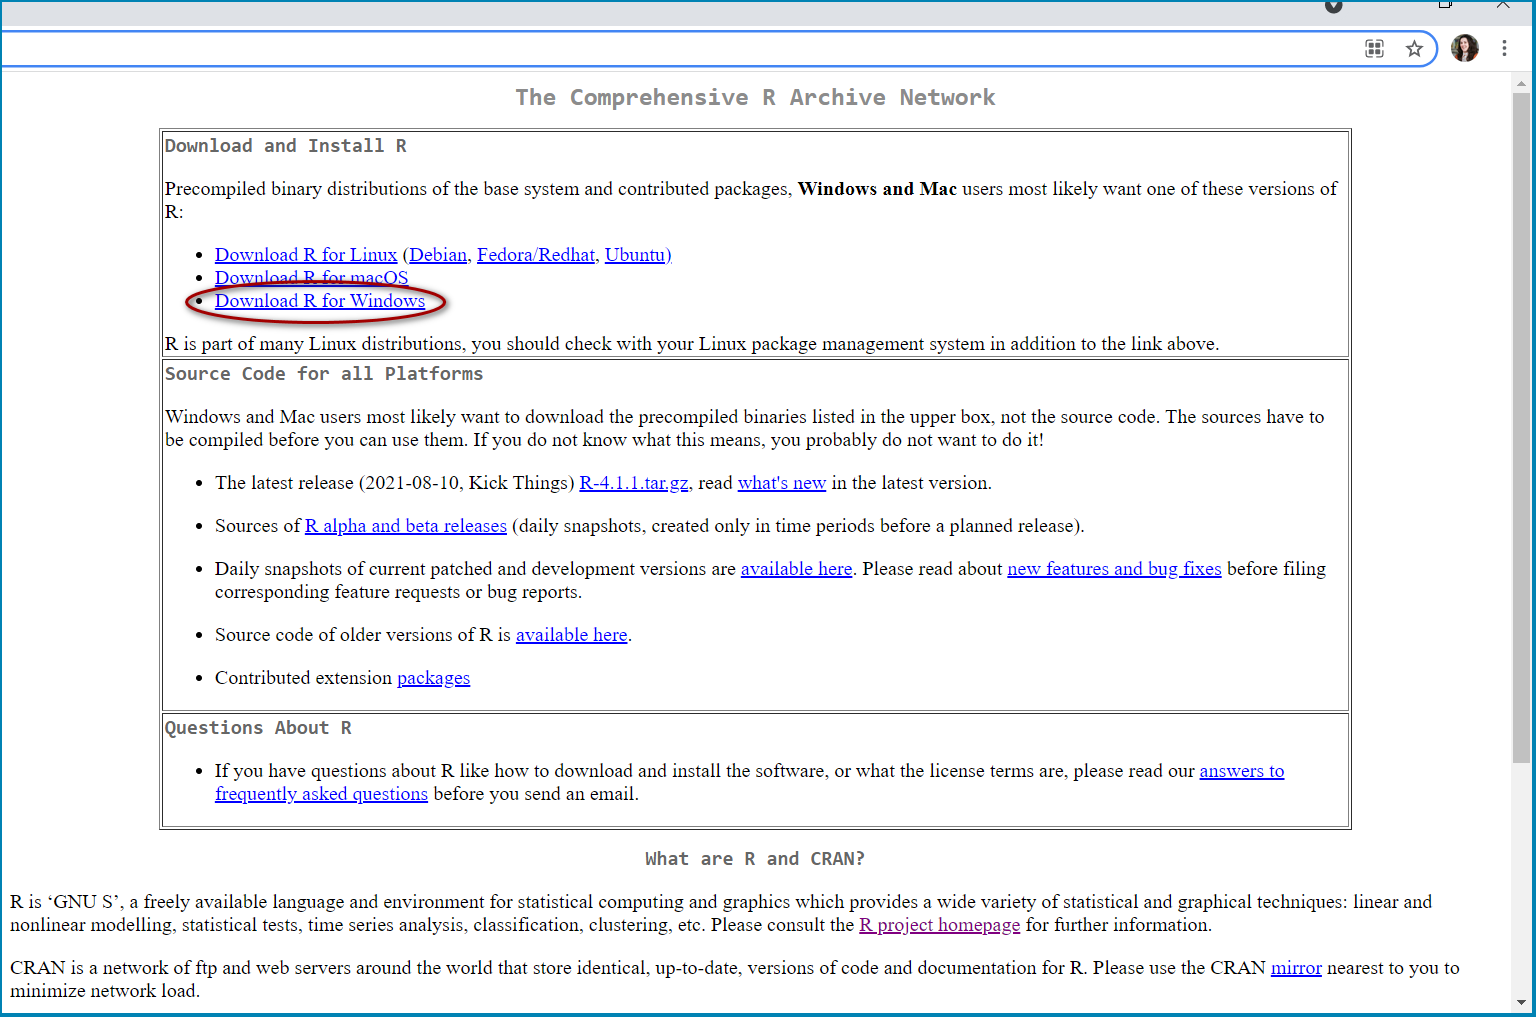 The Comprehensive R Archive Network
Download and Install R
Precompiled binary distributions of the base system and contributed packages, Windows and Mac users most likely want one of these versions of
R:
• Download R for Linux (Debian, Fedora/Redhat, Ubuntu)
• Download R for macOS
• Download R for Windows
R is part of many Linux distributions, you should check with your Linux package management system in addition to the link above.
Source Code for all Platforms
Windows and Mac users most likely want to download the precompiled binaries listed in the upper box, not the source code. The sources have to
be compiled before you can use them. If you do not know what this means, you probably do not want to do it!
• The latest release (2021-08-10, Kick Things) R-4.1.1.tar.gz, read what's new in the latest version.
• Sources of R alpha and beta releases (daily snapshots, created only in time periods before a planned release).
• Daily snapshots of current patched and development versions are available here. Please read about new features and bug fixes before filing
corresponding feature requests or bug reports.
• Source code of older versions of R is available here.
• Contributed extension packages
Questions About R
• If you have questions about R like how to download and install the software, or what the license terms are, please read our answers to
frequently asked questions before you send an email.
What are R and CRAN?
R is ‘GNU S’, a freely available language and environment for statistical computing and graphics which provides a wide variety of statistical and graphical techniques: linear and
nonlinear modelling, statistical tests, time series analysis, classification, clustering, etc. Please consult the R project homepage for further information.
CRAN is a network of ftp and web servers around the world that store identical, up-to-date, versions of code and documentation for R. Please use the CRAN mirror nearest to you to
minimize network load.